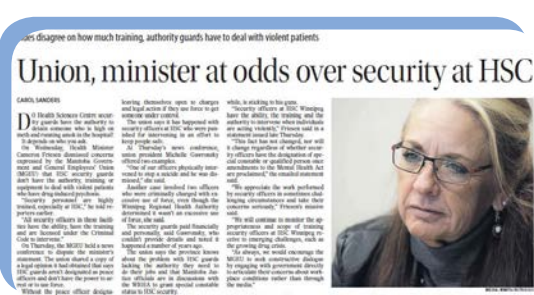 ides disagree on how much training, authority guards have to deal with violent patients
Union, minister at odds over security at HSC
CAROL SANDERS
DO Health Sciences Centre secur-
ity guards have the authority to
detain someone who is high on
meth and running amok in the hospital?
It depends on who you ask.
On Wednesday, Health Minister
Cameron Friesen dismissed concerns
expressed by the Manitoba Govern-
ment and General Employees' Union
(MGEU) that HSC security guards
don't have the authority, training or
equipment to deal with violent patients
who have drug-induced psychosis.
"Security personnel are highly
trained, especially at HSC," he told re-
porters earlier.
"All security officers in those facili-
ties have the ability, have the training
and are licensed under the Criminal
Code to intervene."
On Thursday, the MGEU held a news
conference to dispute the minister's
statement. The union shared a copy of
a legal opinion it had obtained that says
HSC guards aren't designated as peace
officers and don't have the power to ar-
rest or to use force.
Without the peace officer designa-
leaving themselves open to charges
and legal action if they use force to get
someone under control.
The union says it has happened with
security officers at HSC who were pun-
ished for intervening in an effort to
keep people safe.
At Thursday's news conference,
union president Michelle Gawronsky
offered two examples.
"One of our officers physically inter-
vened to stop a suicide and he was dis-
missed," she said.
Another case involved two officers
who were criminally charged with ex-
cessive use of force, even though the
Winnipeg Regional Health Authority
determined it wasn't an excessive use
of force, she said.
The security guards paid financially
and personally, said Gawronsky, who
couldn't provide details and noted it
happened a number of years ago.
The union says the province knows
about the problem with HSC guards
lacking the authority they need to
do their jobs and that Manitoba Jus-
tice officials are in discussions with
the WRHA to grant special constable
status to HSC security.
while, is sticking to his guns.
"Security officers at HSC Winnipeg
have the ability, the training and the
authority to intervene when individuals
are acting violently," Friesen said in a
statement issued late Thursday.
"This fact has not changed, nor will
it change regardless of whether secur-
ity officers have the designation of spe-
cial constable or qualified person once
amendments to the Mental Health Act
are proclaimed," the emailed statement
said.
"We appreciate the work performed
by security officers in sometimes chal-
lenging circumstances and take their
concerns seriously," Friesen's missive
said.
"We will continue to monitor the ap-
propriateness and scope of training
security officers at HSC Winnipeg re-
ceive to emerging challenges, such as
the growing drug crisis.
"As always, we would encourage the
MGEU to seek constructive dialogue
by engaging with government directly
to articulate their concerns about work-
place conditions rather than through
the media."